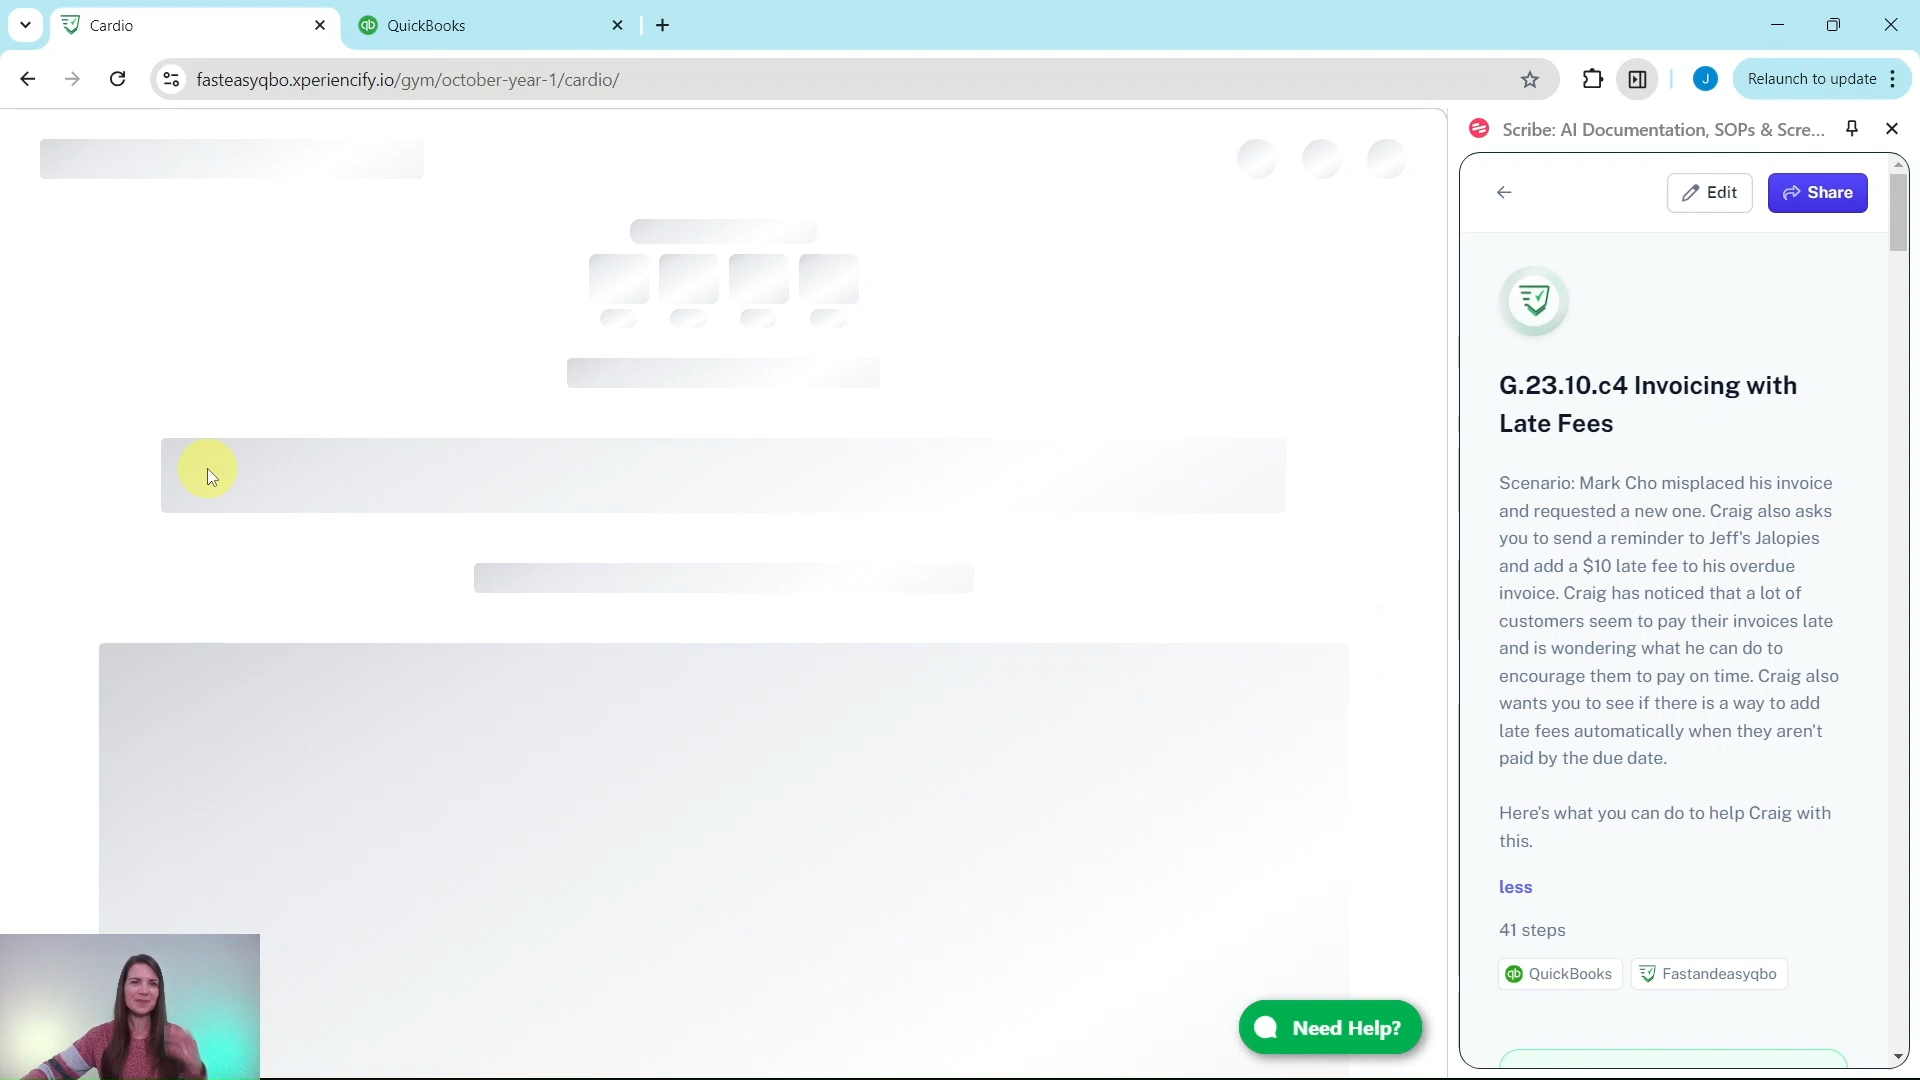 Cardio
QuickBooks
fasteasyqbo.xperiencify.io/gym/october-year-1/cardio/
J
Relaunch to update
Scribe: AI Documentation, SOPs & Scre...
Edit
Share
G.23.10.c4 Invoicing with
Late Fees
Scenario: Mark Cho misplaced his invoice
and requested a new one. Craig also asks
you to send a reminder to Jeff's Jalopies
and add a $10 late fee to his overdue
invoice. Craig has noticed that a lot of
customers seem to pay their invoices late
and is wondering what he can do to
encourage them to pay on time. Craig also
wants you to see if there is a way to add
late fees automatically when they aren't
paid by the due date.
Here's what you can do to help Craig with
this.
less
41 steps
qb QuickBooks
Fastandeasyqbo
Need Help?